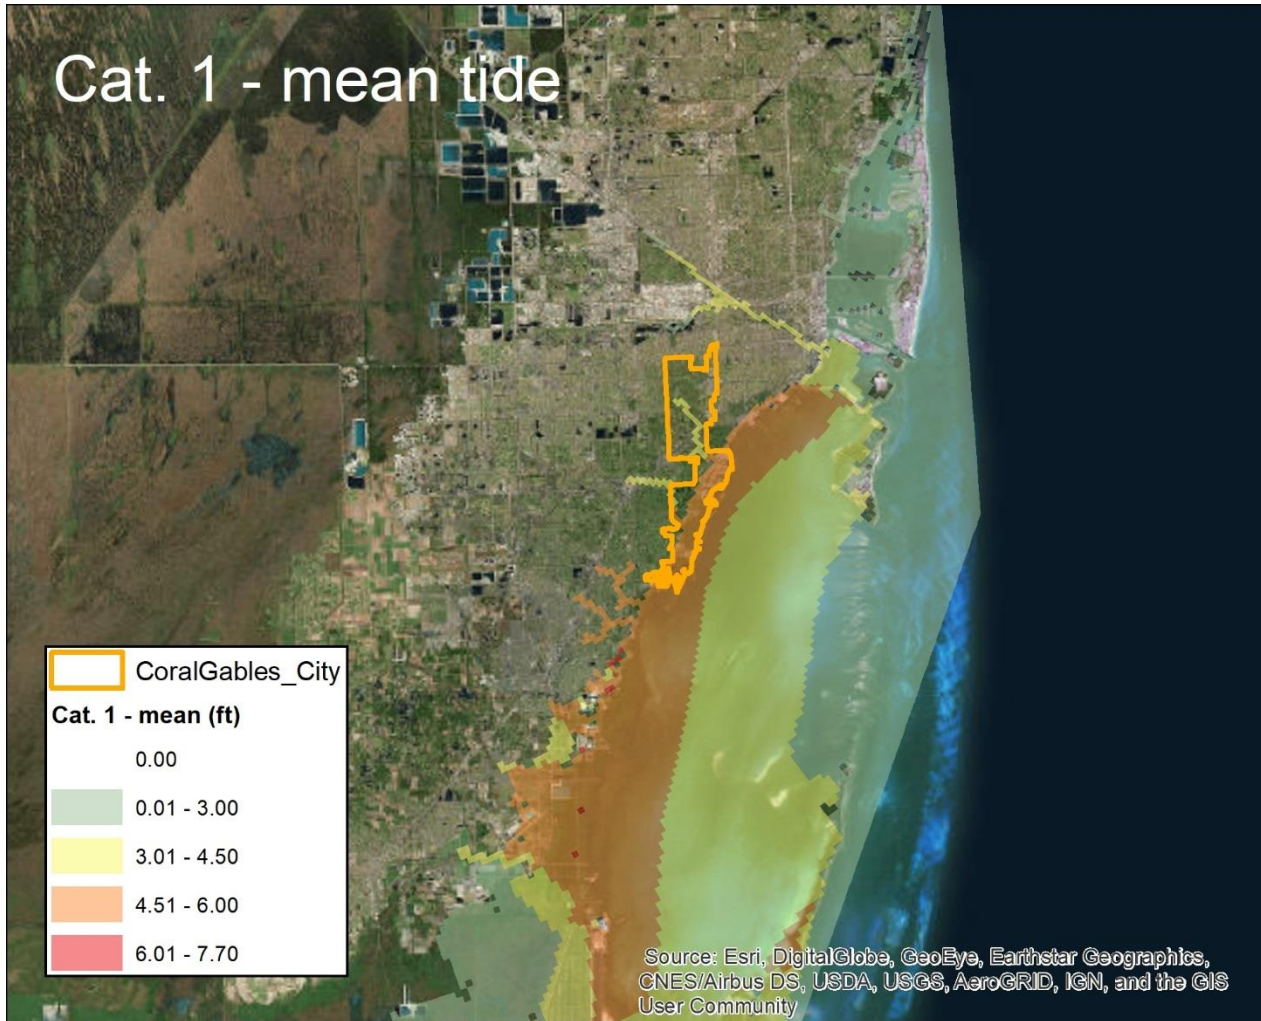 Cat. 1 - mean tide
CoralGables_City
Cat. 1 - mean (ft)
0.00
0.01 - 3.00
3.01 - 4.50
4.51 - 6.00
6.01 - 7.70
Source: Esri, DigitalGlobe, GeoEye, Earthstar Geographics,
CNES/Airbus DS, USDA, USGS, AeroGRID, IGN, and the GIS
User Community